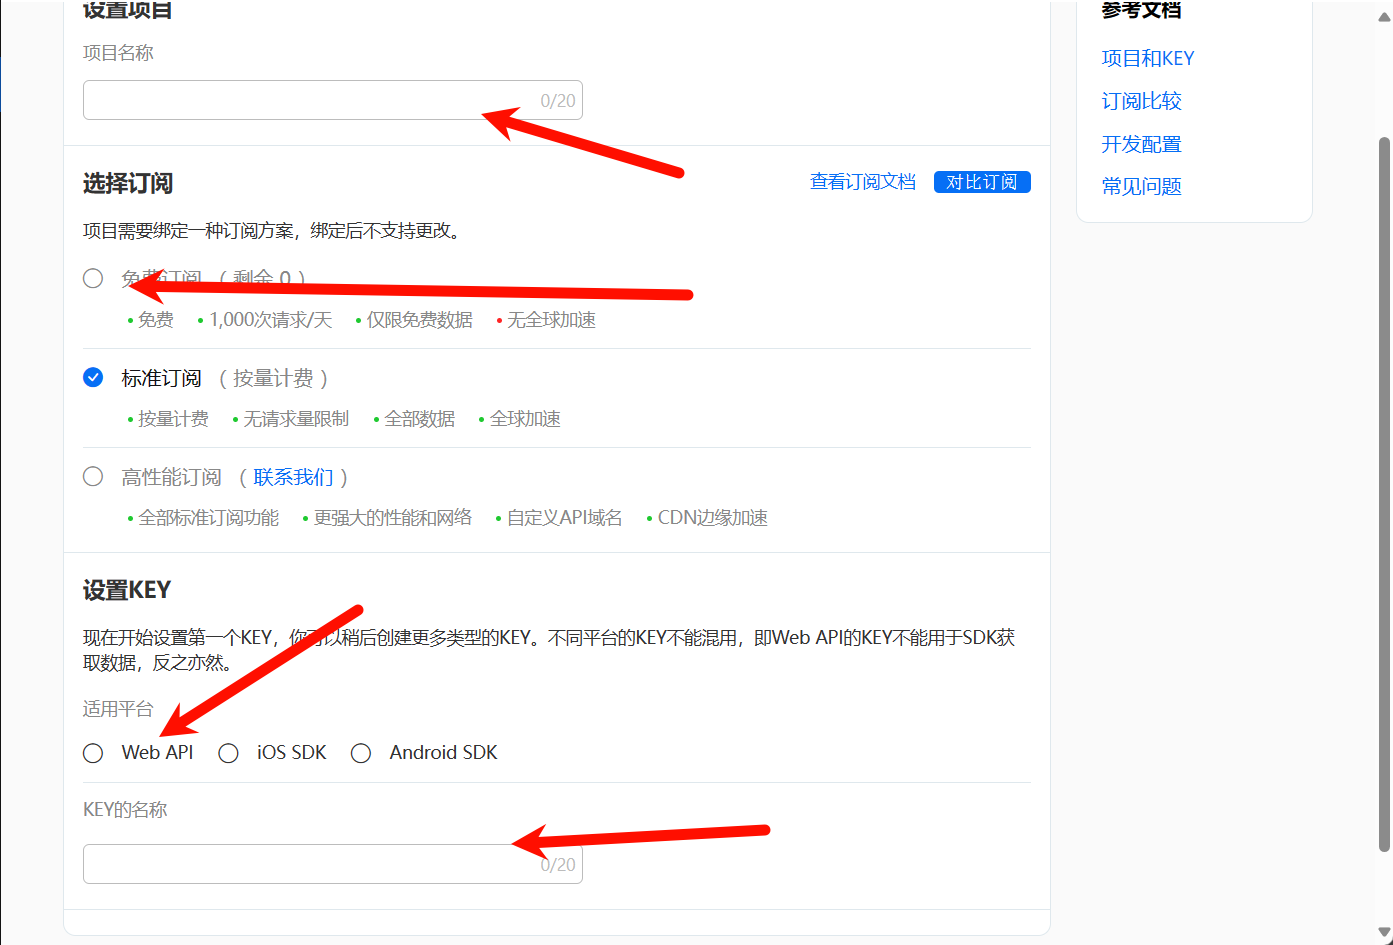 设置项目
项目名称
0/20
选择订阅
查看订阅文档
对比订阅
项目需要绑定一种订阅方案，绑定后不支持更改。
免费订阅 （ 剩余 0 ）
免费 1,000次请求/天 仅限免费数据 无全球加速
标准订阅 （ 按量计费 ）
按量计费 无请求量限制 全部数据 全球加速
高性能订阅 （ 联系我们 ）
全部标准订阅功能 更强大的性能和网络 自定义API域名 CDN边缘加速
设置KEY
现在开始设置第一个KEY，你可以稍后创建更多类型的KEY。不同平台的KEY不能混用，即Web API的KEY不能用于SDK获
取数据，反之亦然。
适用平台
Web API iOS SDK Android SDK
KEY的名称
0/20
参考文档
项目和KEY
订阅比较
开发配置
常见问题